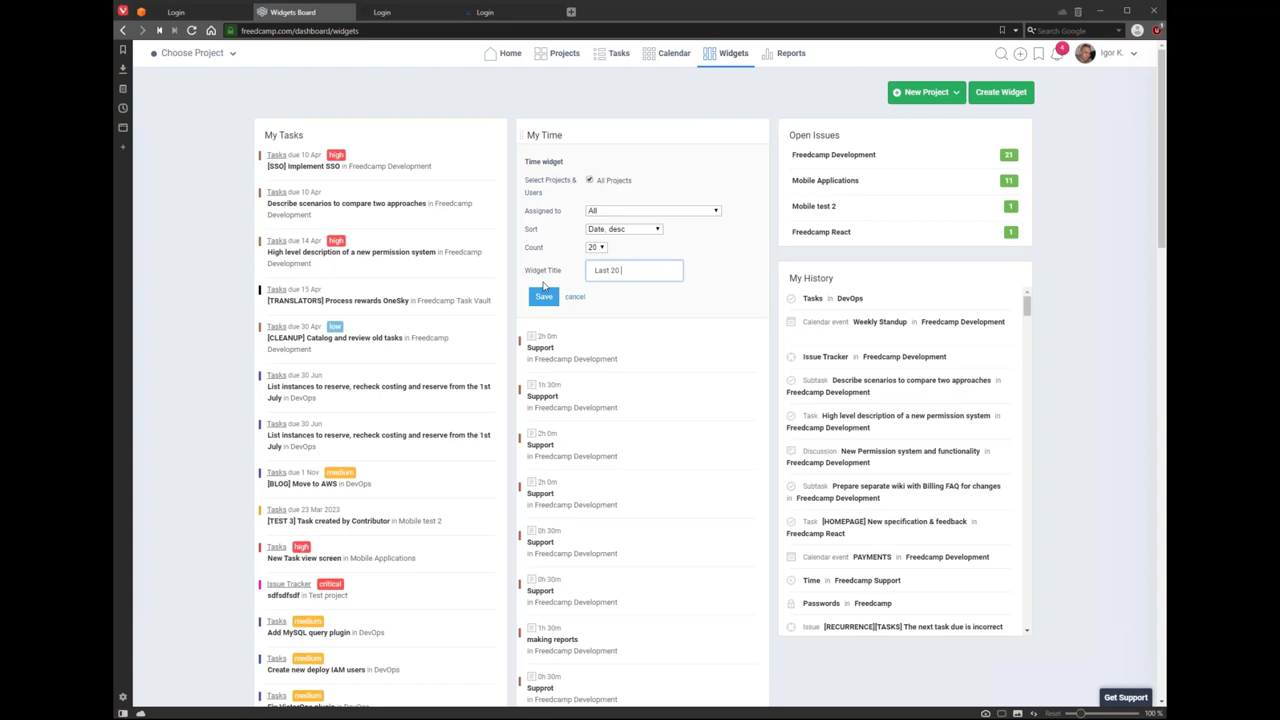 Login
Widgets Board
Login
Login
freedcamp.com/dashboard/widgets
Search Google
Choose Project
Home
Projects
Tasks
Calendar
Widgets
Reports
4
Igor K.
New Project
Create Widget
My Tasks
Tasks due 10 Apr high
[SSO] Implement SSO in Freedcamp Development
Tasks due 10 Apr
Describe scenarios to compare two approaches in Freedcamp
Development
Tasks due 14 Apr high
High level description of a new permission system in Freedcamp
Development
Tasks due 15 Apr
[TRANSLATORS] Process rewards OneSky in Freedcamp Task Vault
Tasks due 30 Apr low
[CLEANUP] Catalog and review old tasks in Freedcamp
Development
Tasks due 30 Jun
List instances to reserve, recheck costing and reserve from the 1st
July in DevOps
Tasks due 30 Jun
List instances to reserve, recheck costing and reserve from the 1st
July in DevOps
Tasks due 1 Nov medium
[BLOG] Move to AWS in DevOps
Tasks due 23 Mar 2023
[TEST 3] Task created by Contributor in Mobile test 2
Tasks high
New Task view screen in Mobile Applications
Issue Tracker critical
sdfsdfsdf in Test project
Tasks medium
Add MySQL query plugin in DevOps
Tasks medium
Create new deploy IAM users in DevOps
Tasks medium
My Time
Time widget
Select Projects &
Users
All Projects
Assigned to
All
Sort
Date, desc
Count
20
Widget Title
Last 20
Save
cancel
2h 0m
Support
in Freedcamp Development
1h 30m
Suppport
in Freedcamp Development
2h 0m
Support
in Freedcamp Development
2h 0m
Support
in Freedcamp Development
0h 30m
Support
in Freedcamp Development
0h 30m
Support
in Freedcamp Development
1h 30m
making reports
in Freedcamp Development
0h 30m
Supprot
in Freedcamp Development
Open Issues
Freedcamp Development 21
Mobile Applications 11
Mobile test 2 1
Freedcamp React 1
My History
Tasks in DevOps
Calendar event Weekly Standup in Freedcamp Development
Issue Tracker in Freedcamp Development
Subtask Describe scenarios to compare two approaches in
Freedcamp Development
Task High level description of a new permission system in
Freedcamp Development
Discussion New Permission system and functionality in
Freedcamp Development
Subtask Prepare separate wiki with Billing FAQ for changes
in Freedcamp Development
Task [HOMEPAGE] New specification & feedback in
Freedcamp React
Calendar event PAYMENTS in Freedcamp Development
Time in Freedcamp Support
Passwords in Freedcamp
Issue [RECURRENCE][TASKS] The next task due is incorrect
Get Support
Reset
100 %